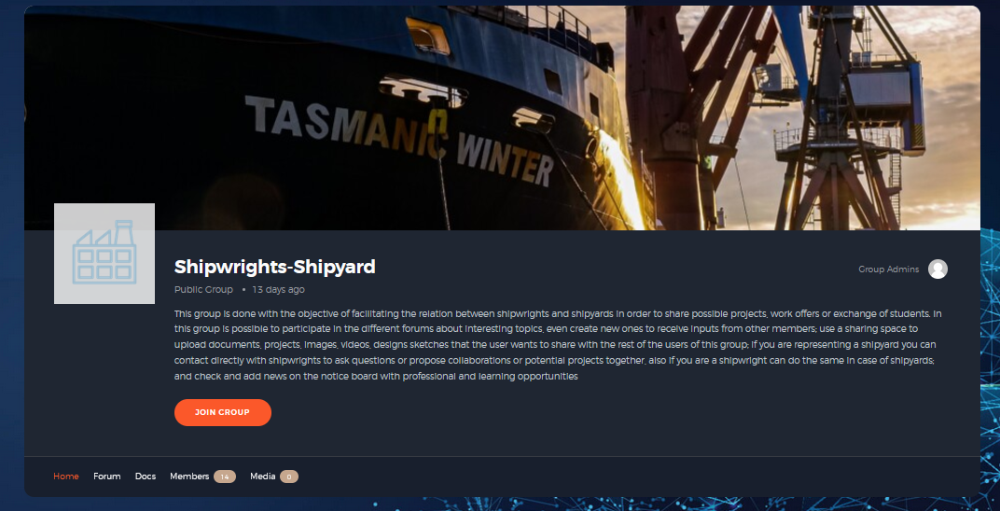 TASMANIC WINTER
Shipwrights-Shipyard
Group Admins
Public Group • 13 days ago
This group is done with the objective of facilitating the relation between shipwrights and shipyards in order to share possible projects, work offers or exchange of students. In
this group is possible to participate in the different forums about interesting topics, even create new ones to receive inputs from other members; use a sharing space to
upload documents, projects, images, videos, designs sketches that the user wants to share with the rest of the users of this group; if you are representing a shipyard you can
contact directly with shipwrights to ask questions or propose collaborations or potential projects together, also if you are a shipwright can do the same in case of shipyards;
and check and add news on the notice board with professional and learning opportunities
JOIN GROUP
Home Forum Docs Members 14 Media 0